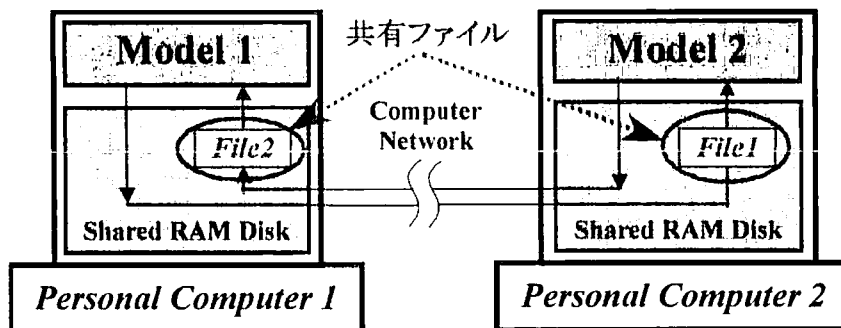 Model 1
共有ファイル
Model 2
Computer
Network
File2
File1
Shared RAM Disk
Shared RAM Disk
Personal Computer 1
Personal Computer 2